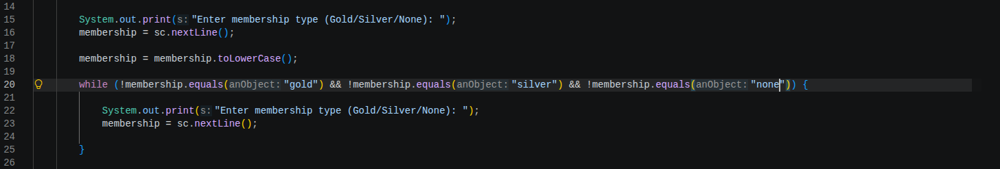 14
15 System.out.print(s: "Enter membership type (Gold/Silver/None): ");
16 membership = sc.nextLine();
17
18 membership = membership.toLowerCase();
19
20 while (!membership.equals(anObject: "gold") && !membership.equals(anObject: "silver") && !membership.equals(anObject: "none")) {
21
22 System.out.print(s: "Enter membership type (Gold/Silver/None): ");
23 membership = sc.nextLine();
24
25 }
26